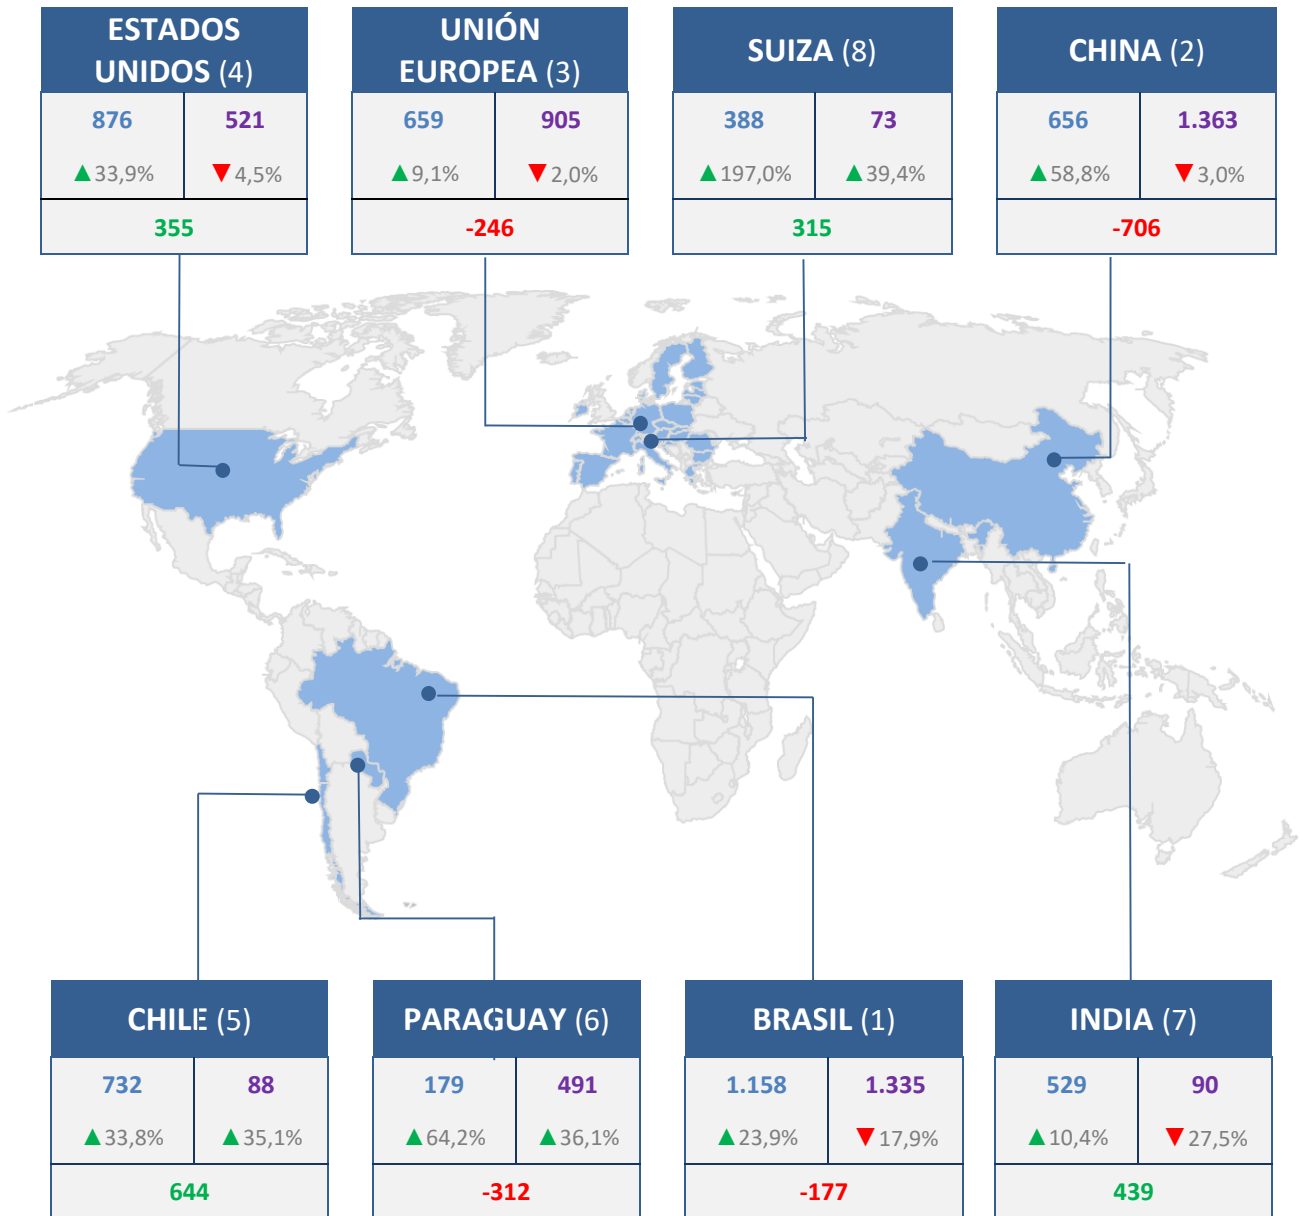 ESTADOS
UNIDOS (4)
876 521
▲33,9% ▼4,5%
355
UNIÓN
EUROPEA (3)
659 905
▲9,1% ▼2,0%
-246
SUIZA (8)
388 73
▲197,0% ▲39,4%
315
CHINA (2)
656 1.363
▲58,8% ▼3,0%
-706
CHILE (5)
732 88
▲33,8% ▲35,1%
644
PARAGUAY (6)
179 491
▲64,2% ▲36,1%
-312
BRASIL (1)
1.158 1.335
▲23,9% ▼17,9%
-177
INDIA (7)
529 90
▲10,4% ▼27,5%
439